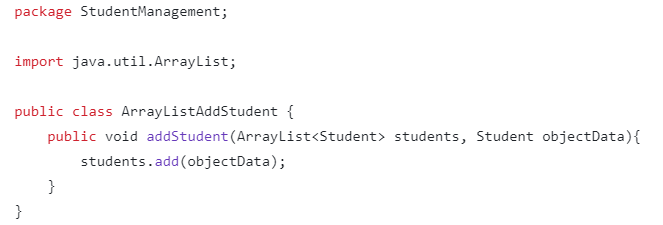 package StudentManagement;
import java.util.ArrayList;
public class ArrayListAddStudent {
public void addStudent(ArrayList<Student> students, Student objectData){
students.add(objectData);
}
}